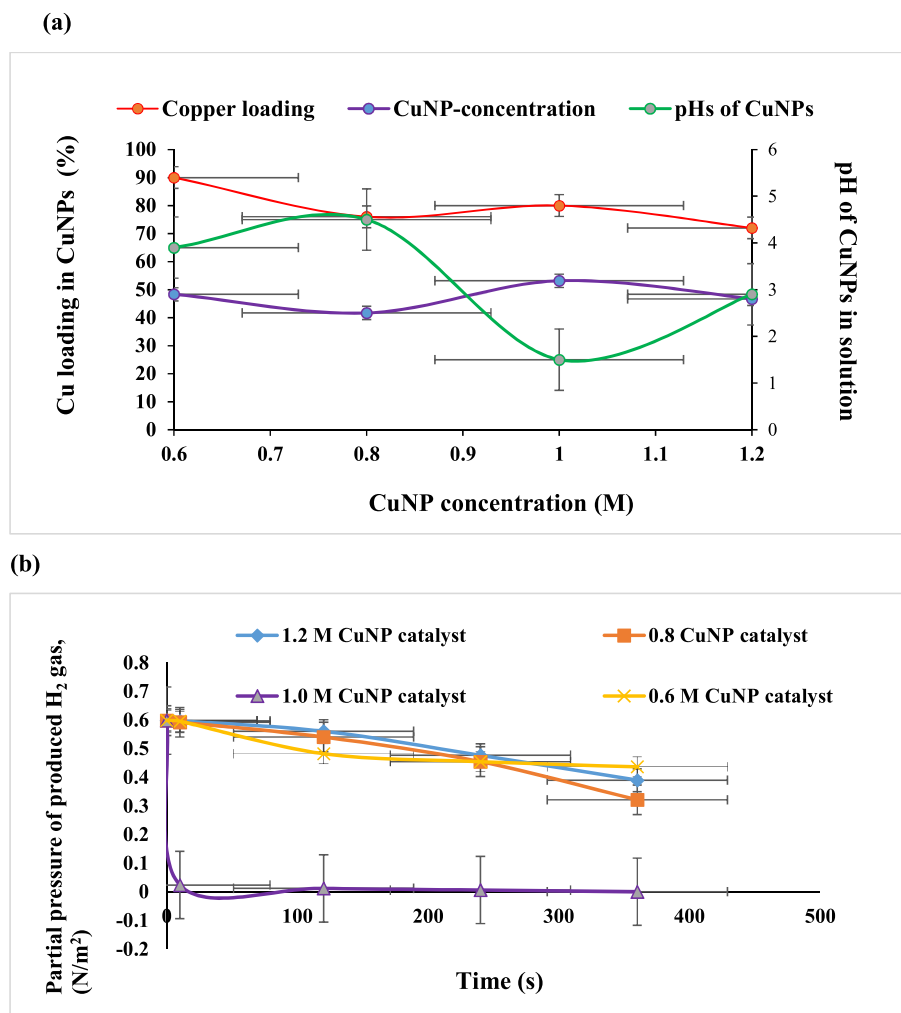 (a)
Copper loading
CuNP-concentration
pHs of CuNPs
Cu loading in CuNPs (%)
100
90
80
70
60
50
40
30
20
10
0
6
5
4
3
2
1
0
pH of CuNPs in solution
0.6
0.7
0.8
0.9
1
1.1
1.2
CuNP concentration (M)
(b)
1.2 M CuNP catalyst
0.8 CuNP catalyst
1.0 M CuNP catalyst
0.6 M CuNP catalyst
Partial pressure of produced H₂ gas,
(N/m²)
0.8
0.7
0.6
0.5
0.4
0.3
0.2
0.1
0
-0.1
-0.2
0
100
200
300
400
500
Time (s)